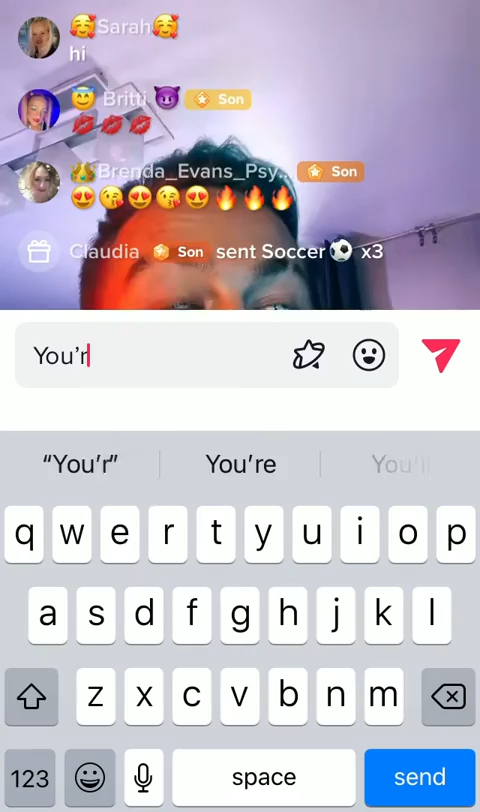 🥰Sarah🥰
hi
😇 Britti 😈 Son
💋💋💋
👑Brenda_Evans_Psy.. Son
😍😘😍😘😍🔥🔥🔥
Claudia Son sent Soccer⚽ x3
You’r
“You’r” You’re You’ll
q w e r t y u i o p
a s d f g h j k l
z x c v b n m
123 space send